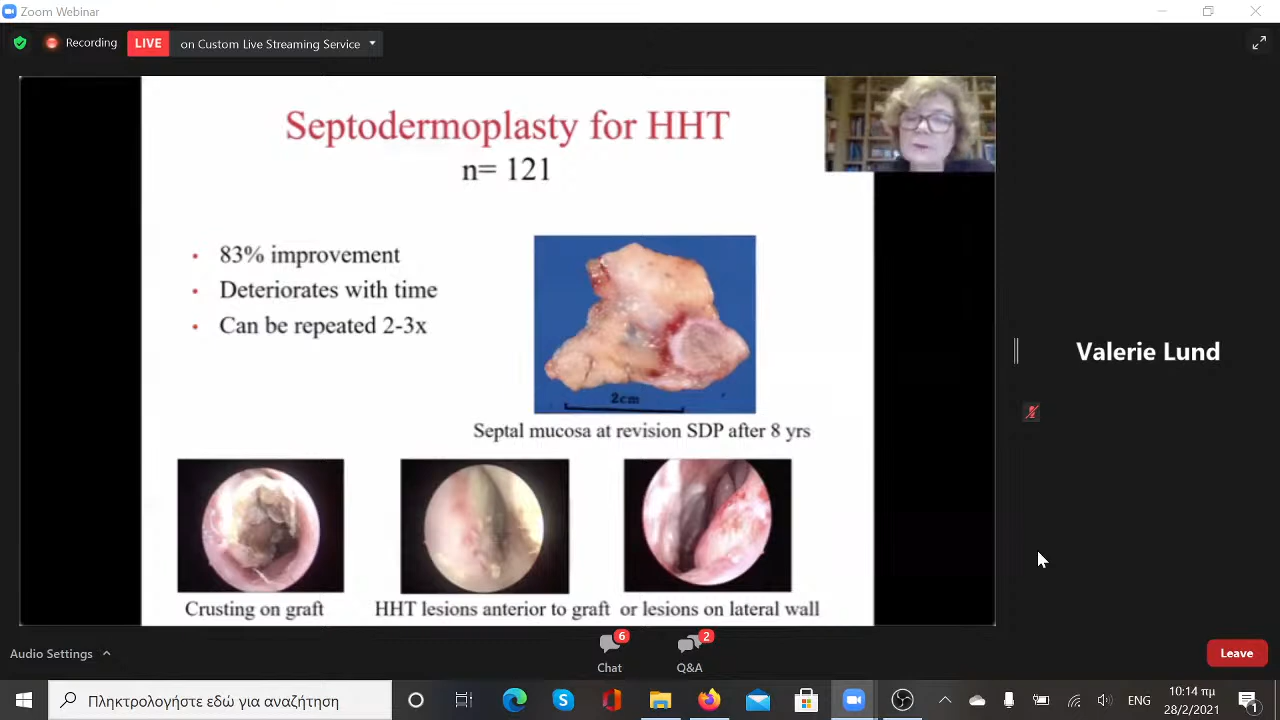 Zoom Webinar
Recording
LIVE
on Custom Live Streaming Service
Septodermoplasty for HHT
n= 121
• 83% improvement
• Deteriorates with time
• Can be repeated 2-3x
2cm
Septal mucosa at revision SDP after 8 yrs
Crusting on graft
HHT lesions anterior to graft
or lesions on lateral wall
Valerie Lund
Audio Settings
6
Chat
2
Q&A
Leave
Πληκτρολογήστε εδώ για αναζήτηση
ENG
10:14 πμ
28/2/2021
1